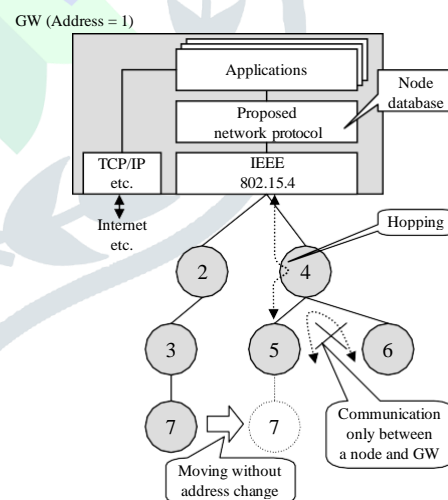 GW (Address = 1)
Applications
Node
database
Proposed
network protocol
TCP/IP
etc.
IEEE
802.15.4
Internet
etc.
Hopping
2
4
3
5
6
7
7
Communication
only between
a node and GW
Moving without
address change